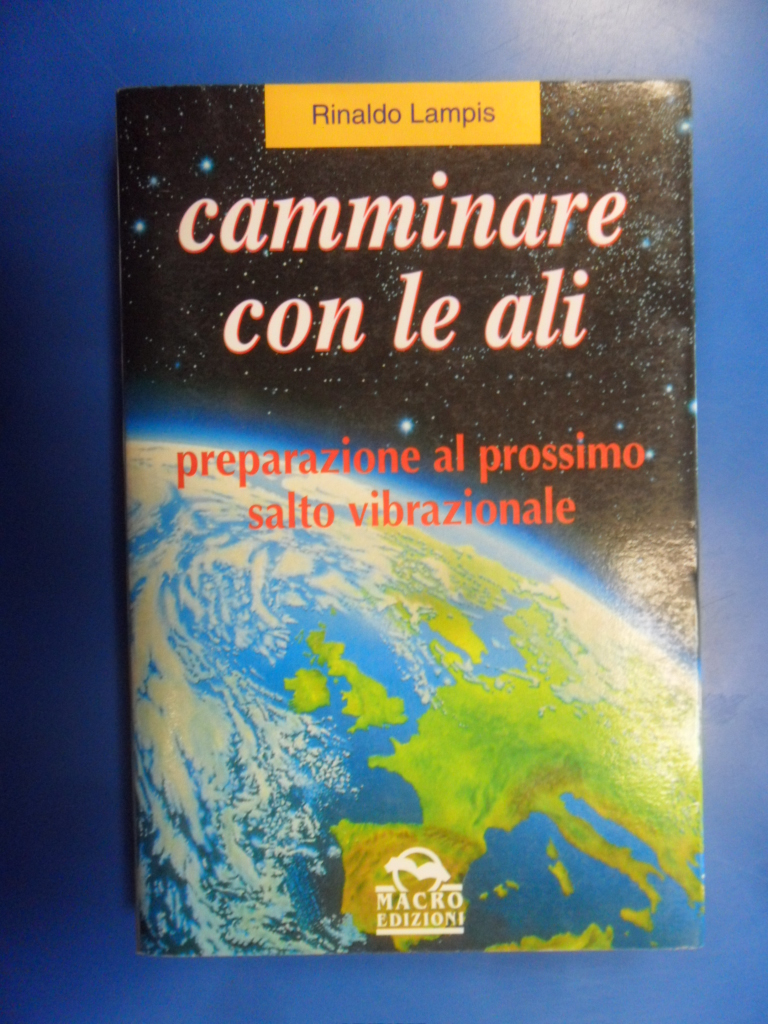 Rinaldo Lampis
camminare
con le ali
preparazione al prossimo
salto vibrazionale
MACRO
EDIZIONI